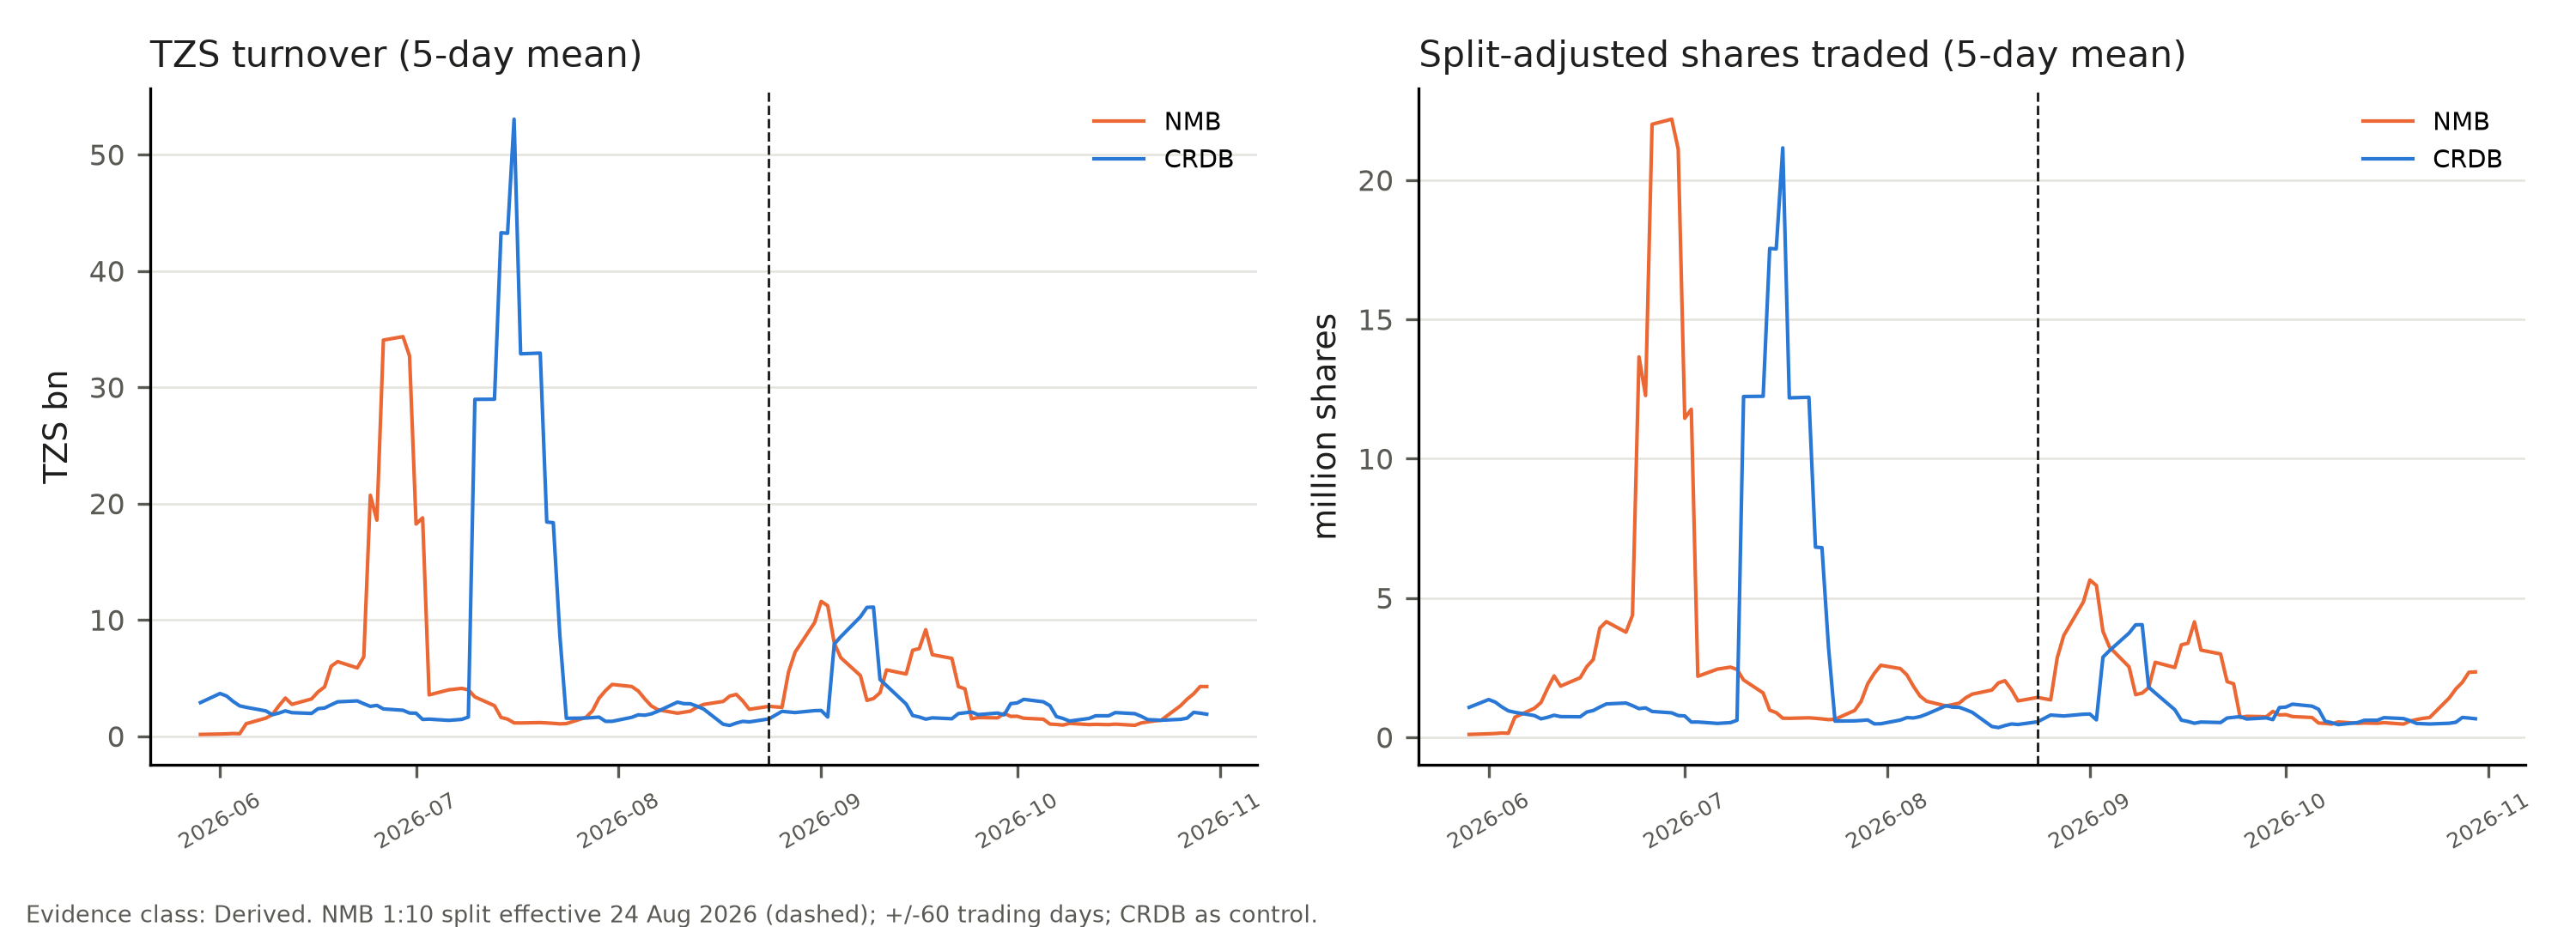 TZS turnover (5-day mean)
TZS bn
50
40
30
20
10
0
NMB
CRDB
2026-06
2026-07
2026-08
2026-09
2026-10
2026-11
Split-adjusted shares traded (5-day mean)
million shares
20
15
10
5
0
NMB
CRDB
2026-06
2026-07
2026-08
2026-09
2026-10
2026-11
Evidence class: Derived. NMB 1:10 split effective 24 Aug 2026 (dashed); +/-60 trading days; CRDB as control.